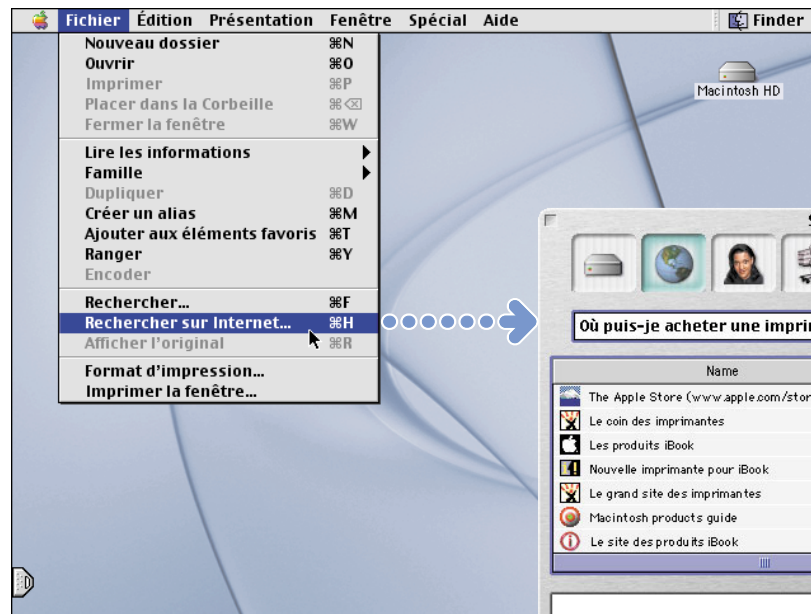 Fichier Édition Présentation Fenêtre Spécial Aide Finder
Nouveau dossier ⌘N
Ouvrir ⌘O
Imprimer ⌘P
Placer dans la Corbeille ⌘⌫
Fermer la fenêtre ⌘W
Lire les informations
Famille
Dupliquer ⌘D
Créer un alias ⌘M
Ajouter aux éléments favoris ⌘T
Ranger ⌘Y
Encoder
Rechercher... ⌘F
Rechercher sur Internet... ⌘H
Afficher l'original ⌘R
Format d'impression...
Imprimer la fenêtre...
Macintosh HD
Où puis-je acheter une imprim
Name
The Apple Store (www.apple.com/stor
Le coin des imprimantes
Les produits iBook
Nouvelle imprimante pour iBook
Le grand site des imprimantes
Macintosh products guide
Le site des produits iBook